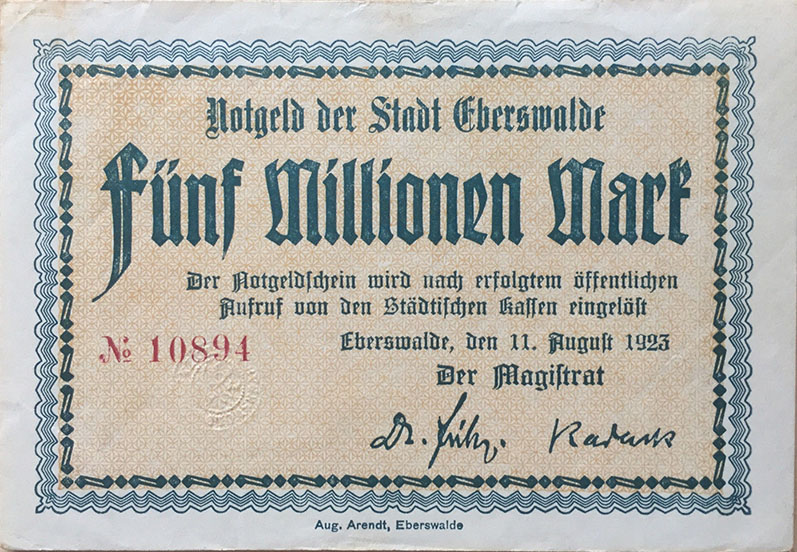 Notgeld der Stadt Eberswalde
Fünf Millionen Mark
Der Notgeldschein wird nach erfolgtem öffentlichen
Aufruf von den Städtischen Kassen eingelöst
№ 10894
Eberswalde, den 11. August 1923
Der Magistrat
Dr.
Aug. Arendt, Eberswalde